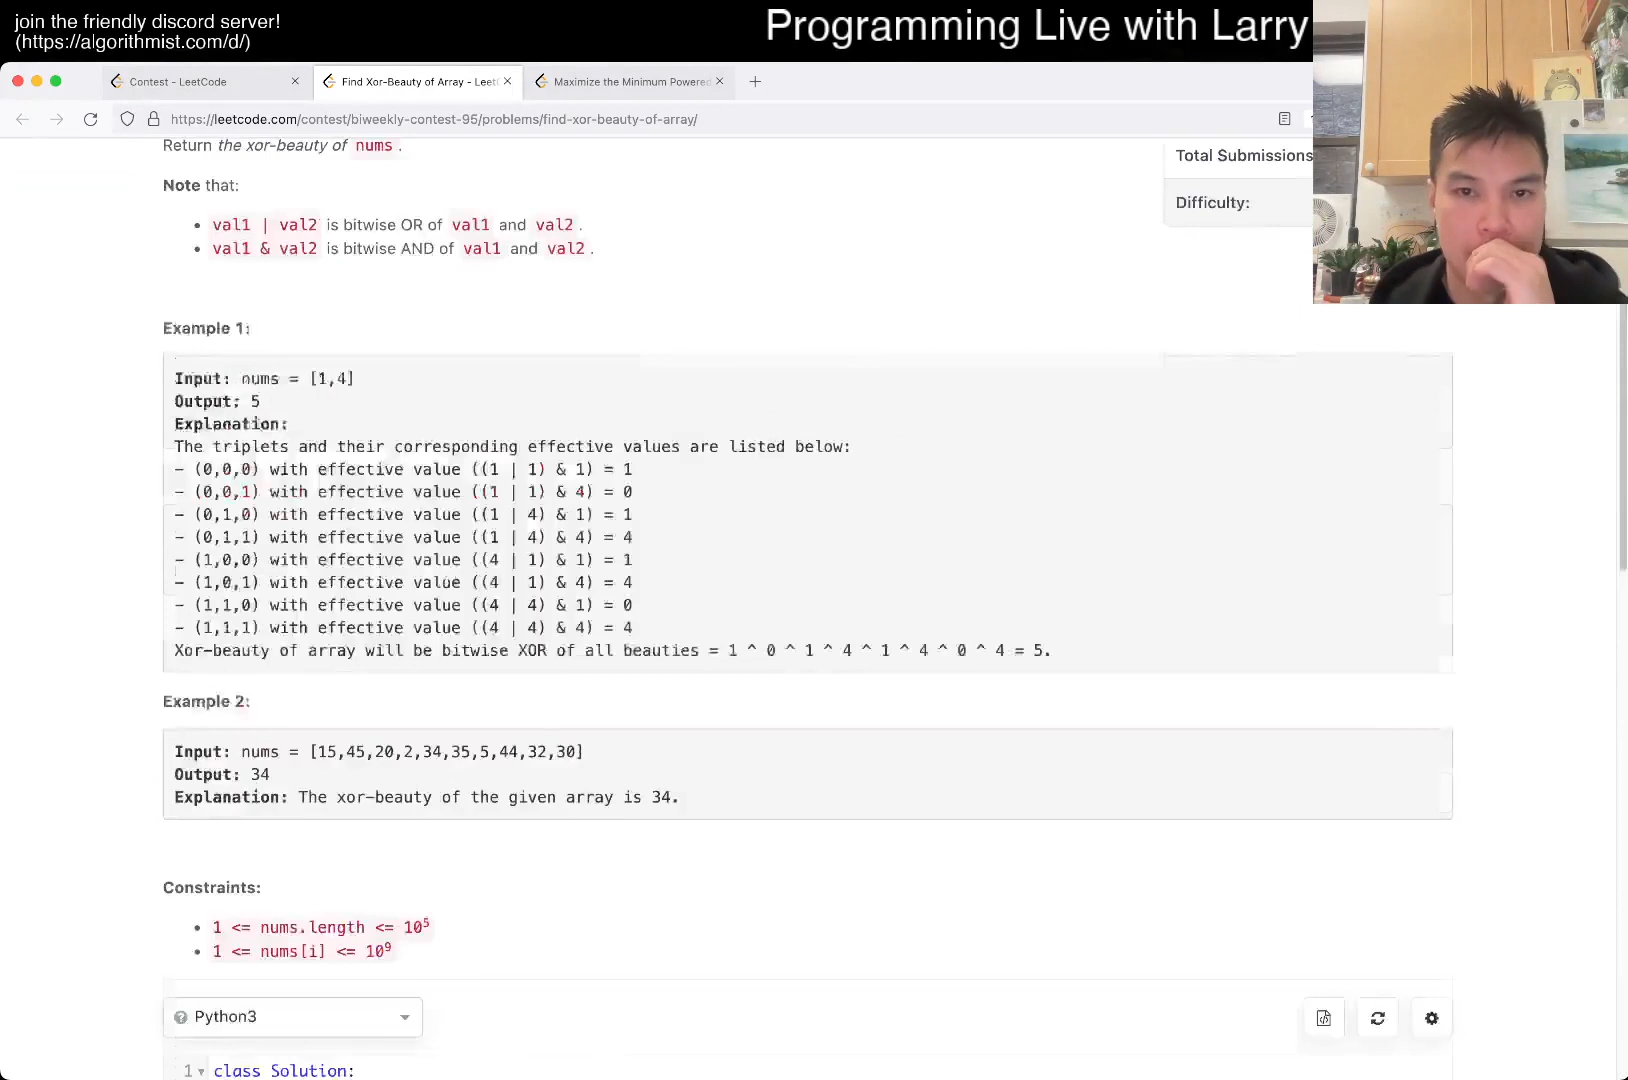 join the friendly discord server!
(https://algorithmist.com/d/)
Programming Live with Larry
Contest - LeetCode
Find Xor-Beauty of Array - Leet
Maximize the Minimum Powered
https://leetcode.com/contest/biweekly-contest-95/problems/find-xor-beauty-of-array/
Return the xor-beauty of nums.
Total Submissions
Note that:
Difficulty:
val1 | val2 is bitwise OR of val1 and val2.
val1 & val2 is bitwise AND of val1 and val2.
Example 1:
Input: nums = [1,4]
Output: 5
Explanation:
The triplets and their corresponding effective values are listed below:
- (0,0,0) with effective value ((1 | 1) & 1) = 1
- (0,0,1) with effective value ((1 | 1) & 4) = 0
- (0,1,0) with effective value ((1 | 4) & 1) = 1
- (0,1,1) with effective value ((1 | 4) & 4) = 4
- (1,0,0) with effective value ((4 | 1) & 1) = 1
- (1,0,1) with effective value ((4 | 1) & 4) = 4
- (1,1,0) with effective value ((4 | 4) & 1) = 0
- (1,1,1) with effective value ((4 | 4) & 4) = 4
Xor-beauty of array will be bitwise XOR of all beauties = 1 ^ 0 ^ 1 ^ 4 ^ 1 ^ 4 ^ 0 ^ 4 = 5.
Example 2:
Input: nums = [15,45,20,2,34,35,5,44,32,30]
Output: 34
Explanation: The xor-beauty of the given array is 34.
Constraints:
1 <= nums.length <= 10⁵
1 <= nums[i] <= 10⁹
Python3
1 class Solution: